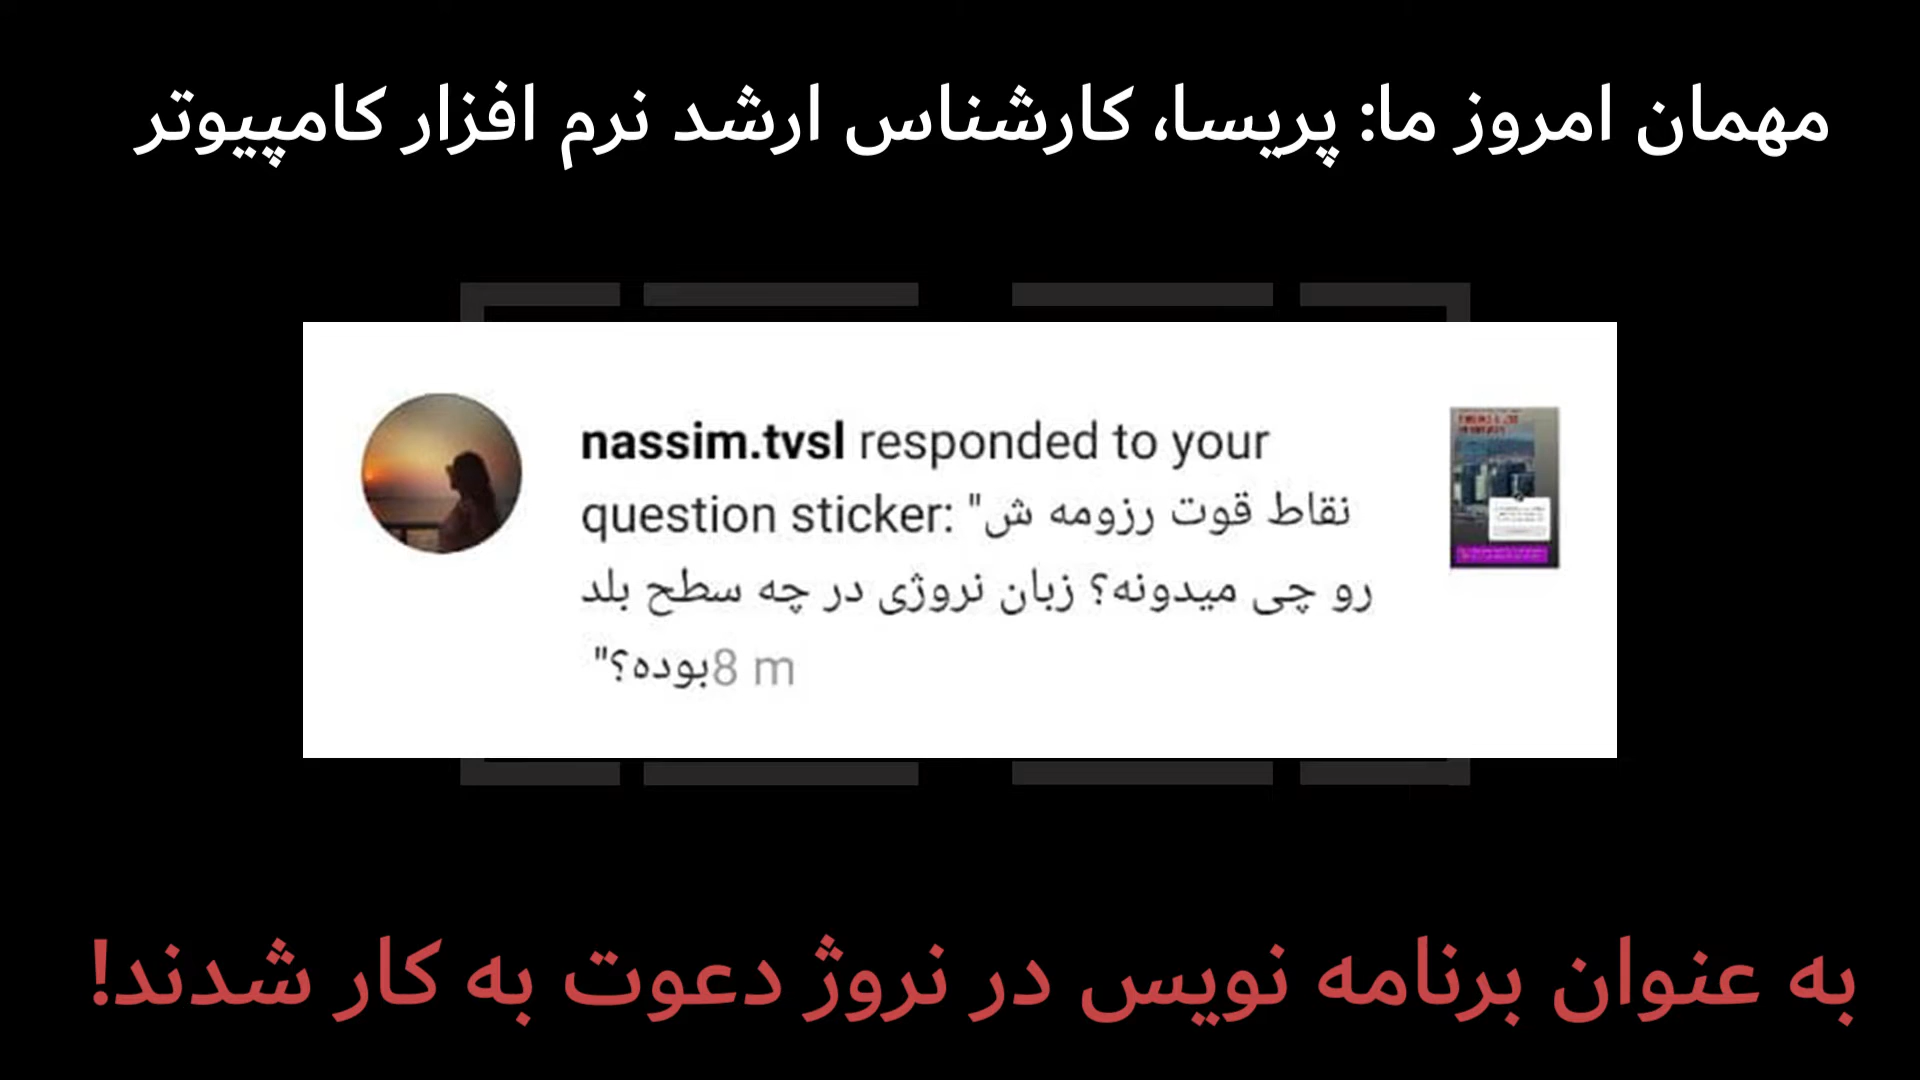 مهمان امروز ما: پریسا، کارشناس ارشد نرم افزار کامپیوتر
nassim.tvsl responded to your
question sticker: "نقاط قوت رزومه ش
رو چی میدونه؟ زبان نروژی در چه سطح بلد
بوده؟" 8 m
به عنوان برنامه نویس در نروژ دعوت به کار شدند!